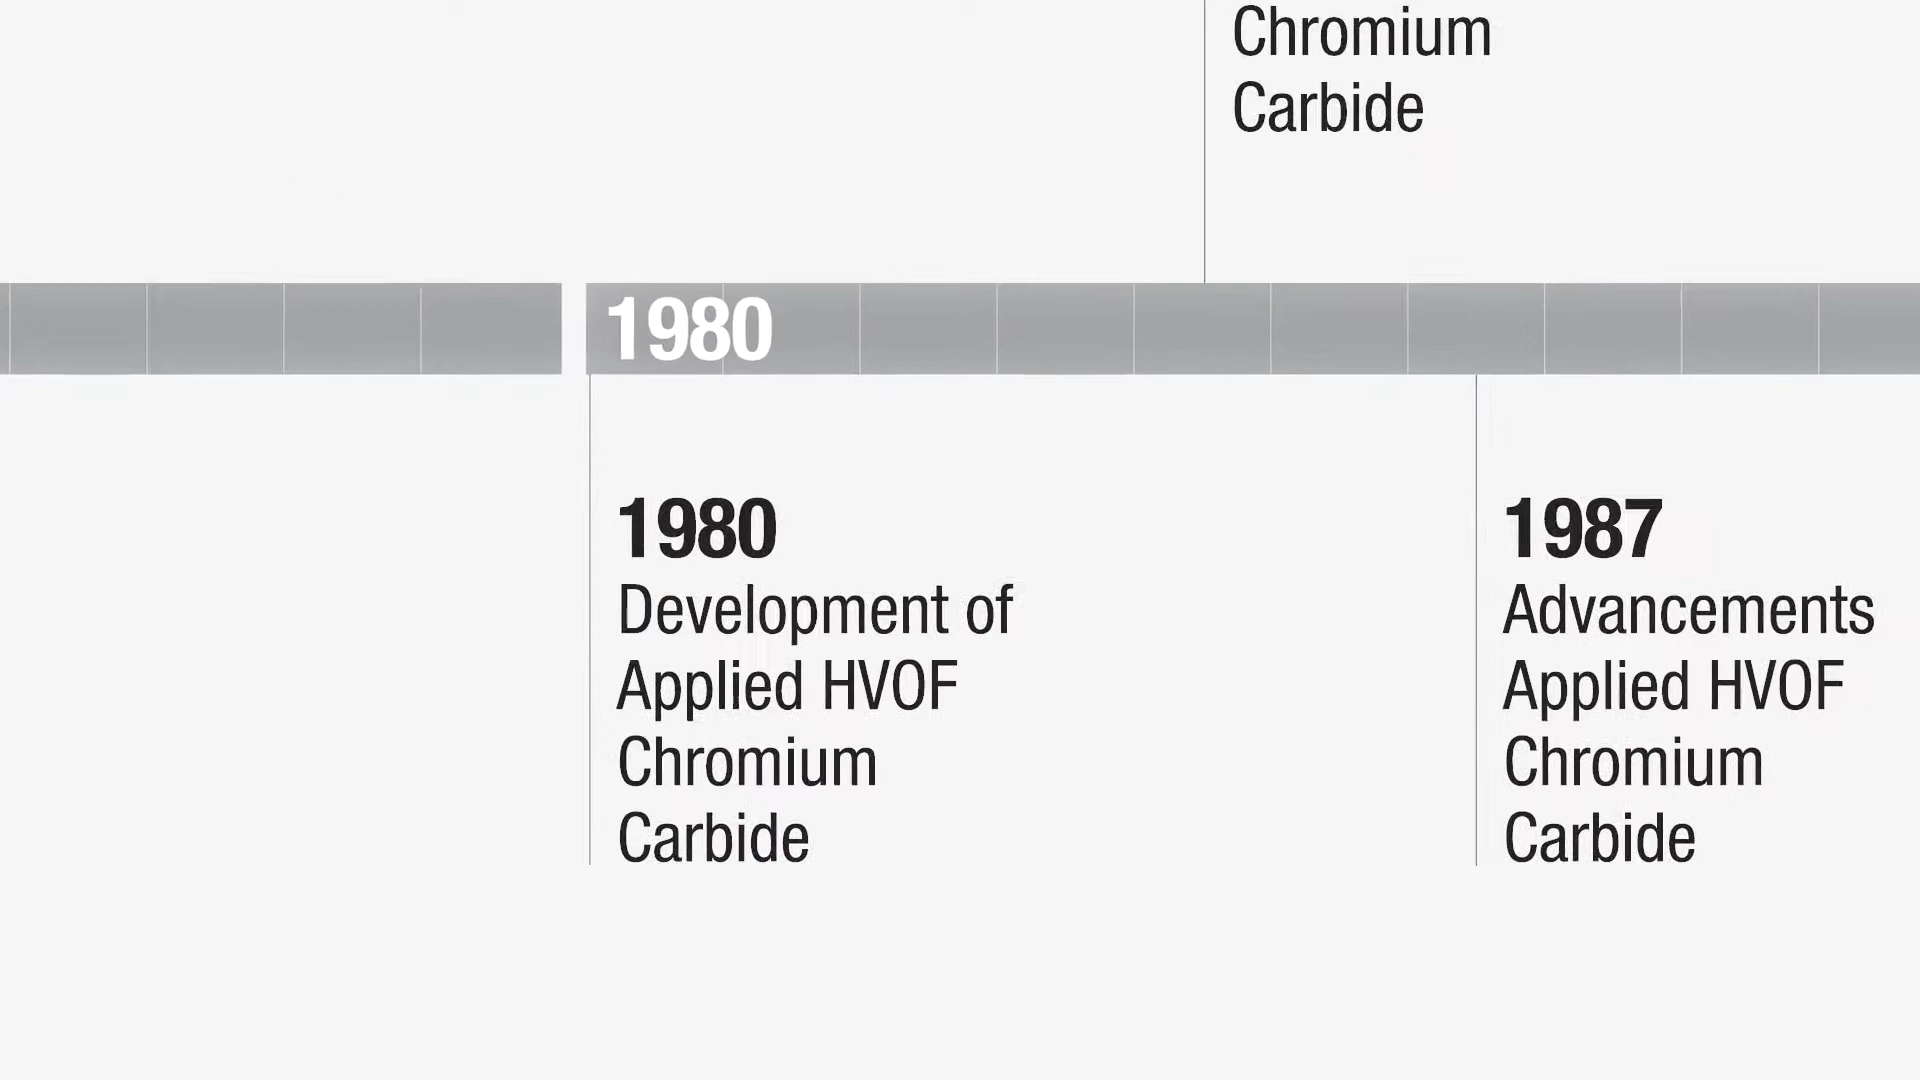 Chromium
Carbide
1980
1980
Development of
Applied HVOF
Chromium
Carbide
1987
Advancements
Applied HVOF
Chromium
Carbide